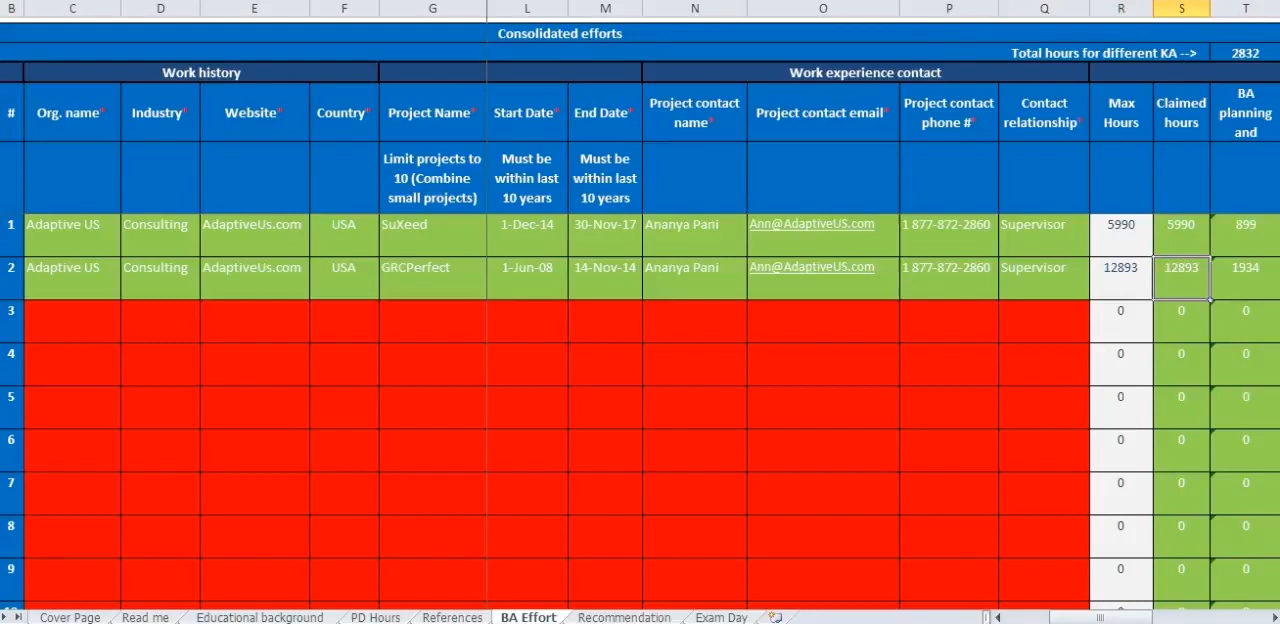 B C D E F G L M N O P Q R S T
Consolidated efforts
Total hours for different KA --> 2832
Work history Work experience contact
# Org. name* Industry* Website* Country* Project Name* Start Date* End Date* Project contact name* Project contact email* Project contact phone #* Contact relationship* Max Hours Claimed hours BA planning and
Limit projects to 10 (Combine small projects) Must be within last 10 years Must be within last 10 years
1 Adaptive US Consulting AdaptiveUs.com USA SuXeed 1-Dec-14 30-Nov-17 Ananya Pani Ann@AdaptiveUS.com 1 877-872-2860 Supervisor 5990 5990 899
2 Adaptive US Consulting AdaptiveUs.com USA GRCPerfect 1-Jun-08 14-Nov-14 Ananya Pani Ann@AdaptiveUS.com 1 877-872-2860 Supervisor 12893 12893 1934
3 0 0 0
4 0 0 0
5 0 0 0
6 0 0 0
7 0 0 0
8 0 0 0
9 0 0 0
Cover Page Read me Educational background PD Hours References BA Effort Recommendation Exam Day